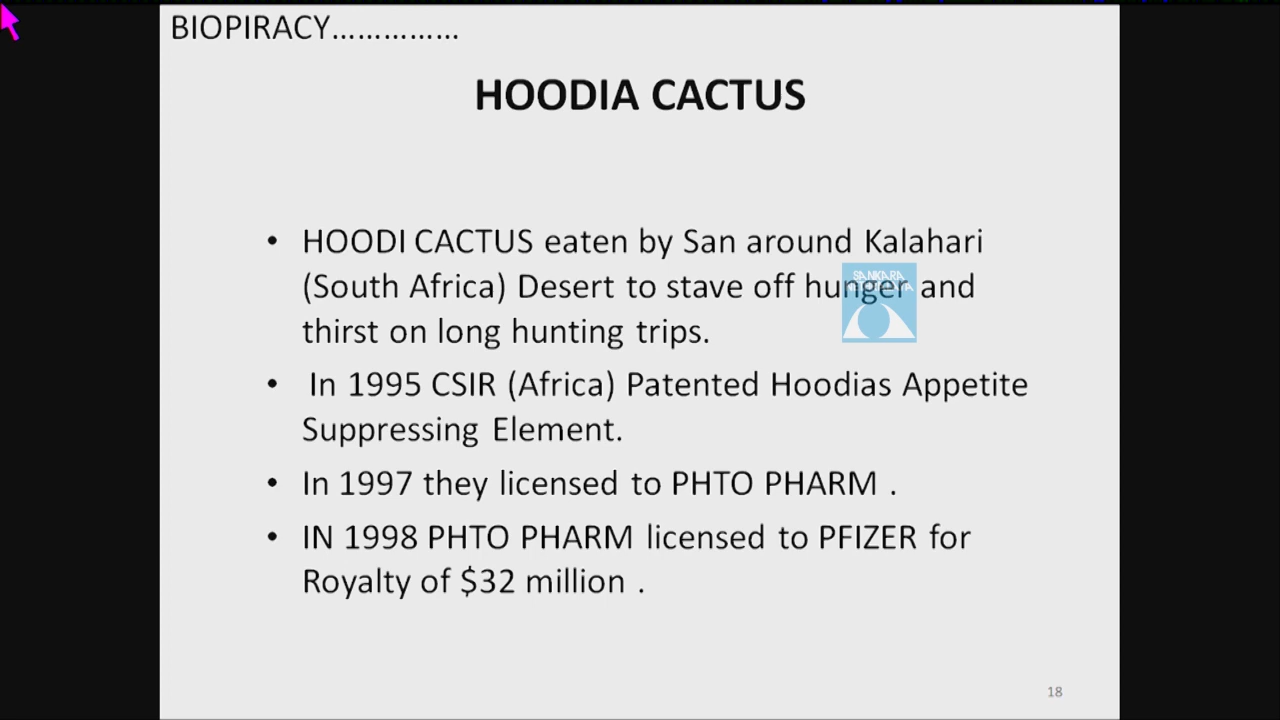 BIOPIRACY……………
HOODIA CACTUS
• HOODI CACTUS eaten by San around Kalahari
(South Africa) Desert to stave off hunger and
thirst on long hunting trips.
• In 1995 CSIR (Africa) Patented Hoodias Appetite
Suppressing Element.
• In 1997 they licensed to PHTO PHARM .
• IN 1998 PHTO PHARM licensed to PFIZER for
Royalty of $32 million .
SANKARA
18